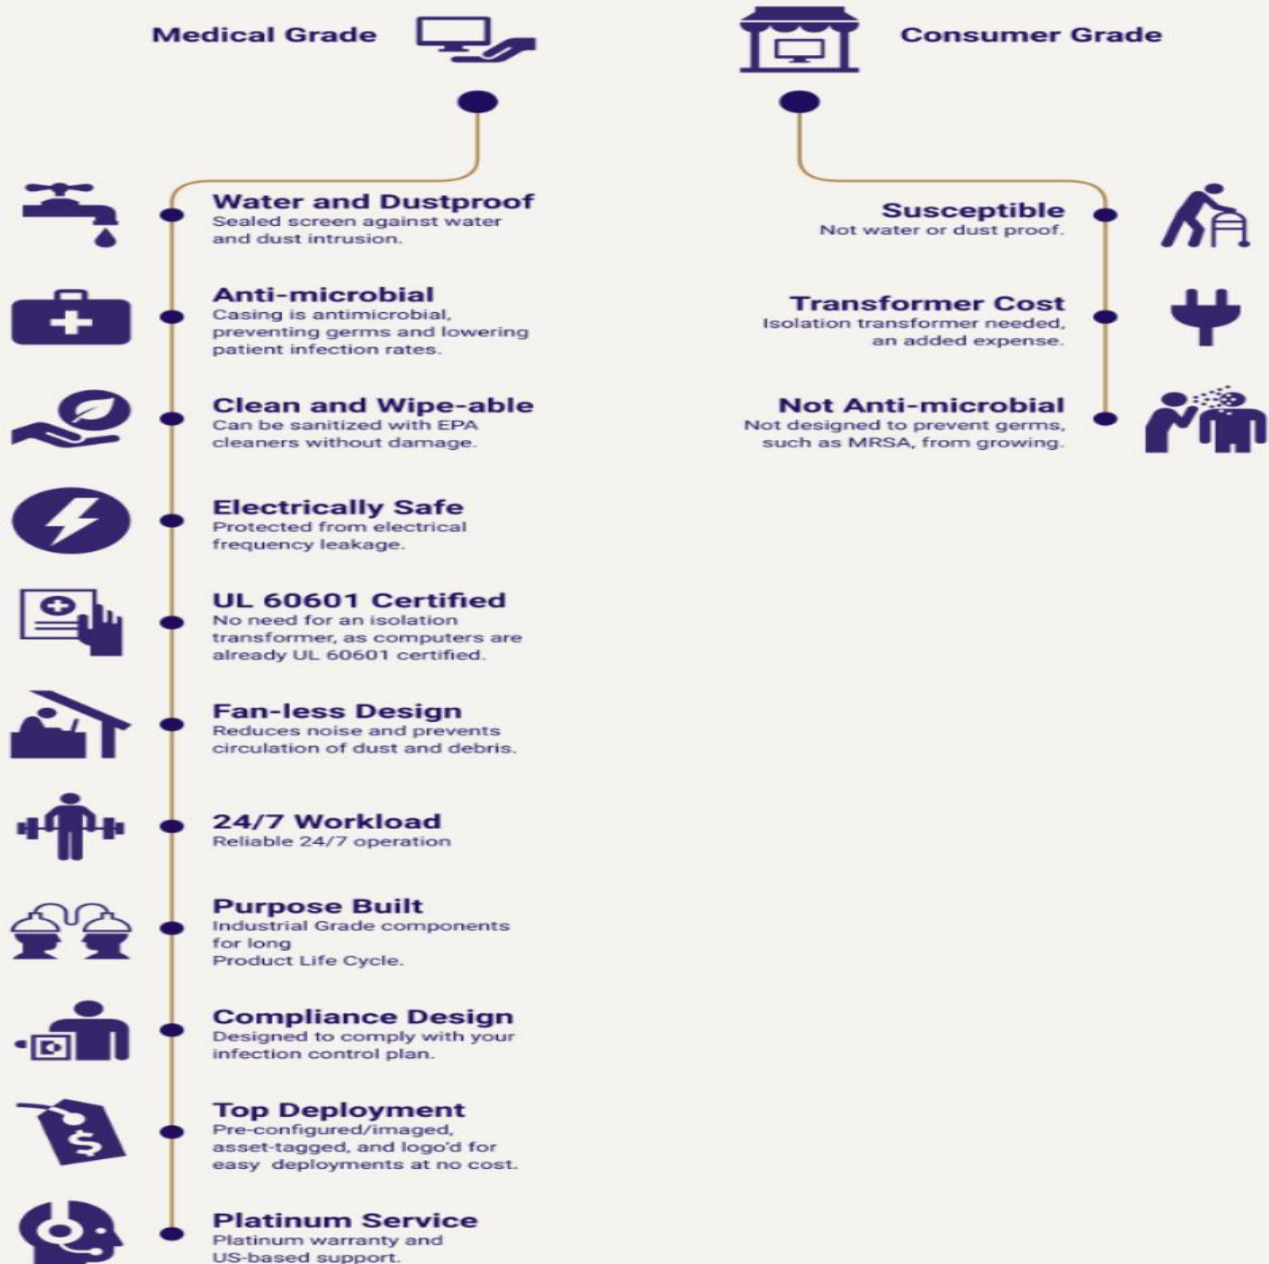 Medical Grade
Consumer Grade
Water and Dustproof
Sealed screen against water
and dust intrusion.
Anti-microbial
Casing is antimicrobial,
preventing germs and lowering
patient infection rates.
Clean and Wipe-able
Can be sanitized with EPA
cleaners without damage.
Electrically Safe
Protected from electrical
frequency leakage.
UL 60601 Certified
No need for an isolation
transformer, as computers are
already UL 60601 certified.
Fan-less Design
Reduces noise and prevents
circulation of dust and debris.
24/7 Workload
Reliable 24/7 operation
Purpose Built
Industrial Grade components
for long
Product Life Cycle.
Compliance Design
Designed to comply with your
infection control plan.
Top Deployment
Pre-configured/imaged,
asset-tagged, and logo'd for
easy deployments at no cost.
Platinum Service
Platinum warranty and
US-based support.
Susceptible
Not water or dust proof.
Transformer Cost
Isolation transformer needed,
an added expense.
Not Anti-microbial
Not designed to prevent germs,
such as MRSA, from growing.